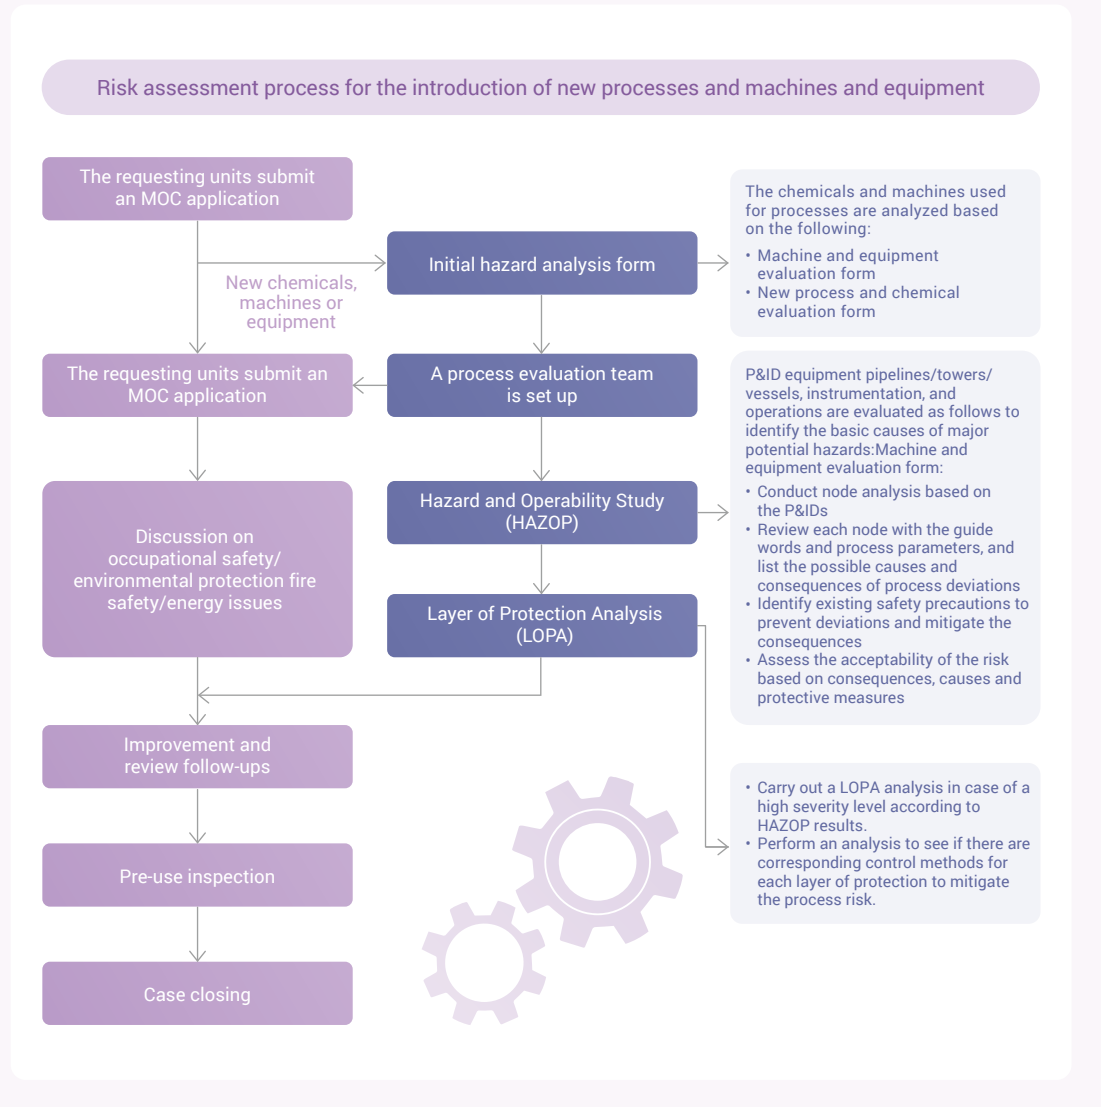 Risk assessment process for the introduction of new processes and machines and equipment
The requesting units submit
an MOC application
New chemicals,
machines or
equipment
The requesting units submit an
MOC application
Discussion on
occupational safety/
environmental protection fire
safety/energy issues
Improvement and
review follow-ups
Pre-use inspection
Case closing
Initial hazard analysis form
A process evaluation team
is set up
Hazard and Operability Study
(HAZOP)
Layer of Protection Analysis
(LOPA)
The chemicals and machines used
for processes are analyzed based
on the following:
• Machine and equipment
evaluation form
• New process and chemical
evaluation form
P&ID equipment pipelines/towers/
vessels, instrumentation, and
operations are evaluated as follows to
identify the basic causes of major
potential hazards:Machine and
equipment evaluation form:
• Conduct node analysis based on
the P&IDs
• Review each node with the guide
words and process parameters, and
list the possible causes and
consequences of process deviations
• Identify existing safety precautions to
prevent deviations and mitigate the
consequences
• Assess the acceptability of the risk
based on consequences, causes and
protective measures
• Carry out a LOPA analysis in case of a
high severity level according to
HAZOP results.
• Perform an analysis to see if there are
corresponding control methods for
each layer of protection to mitigate
the process risk.